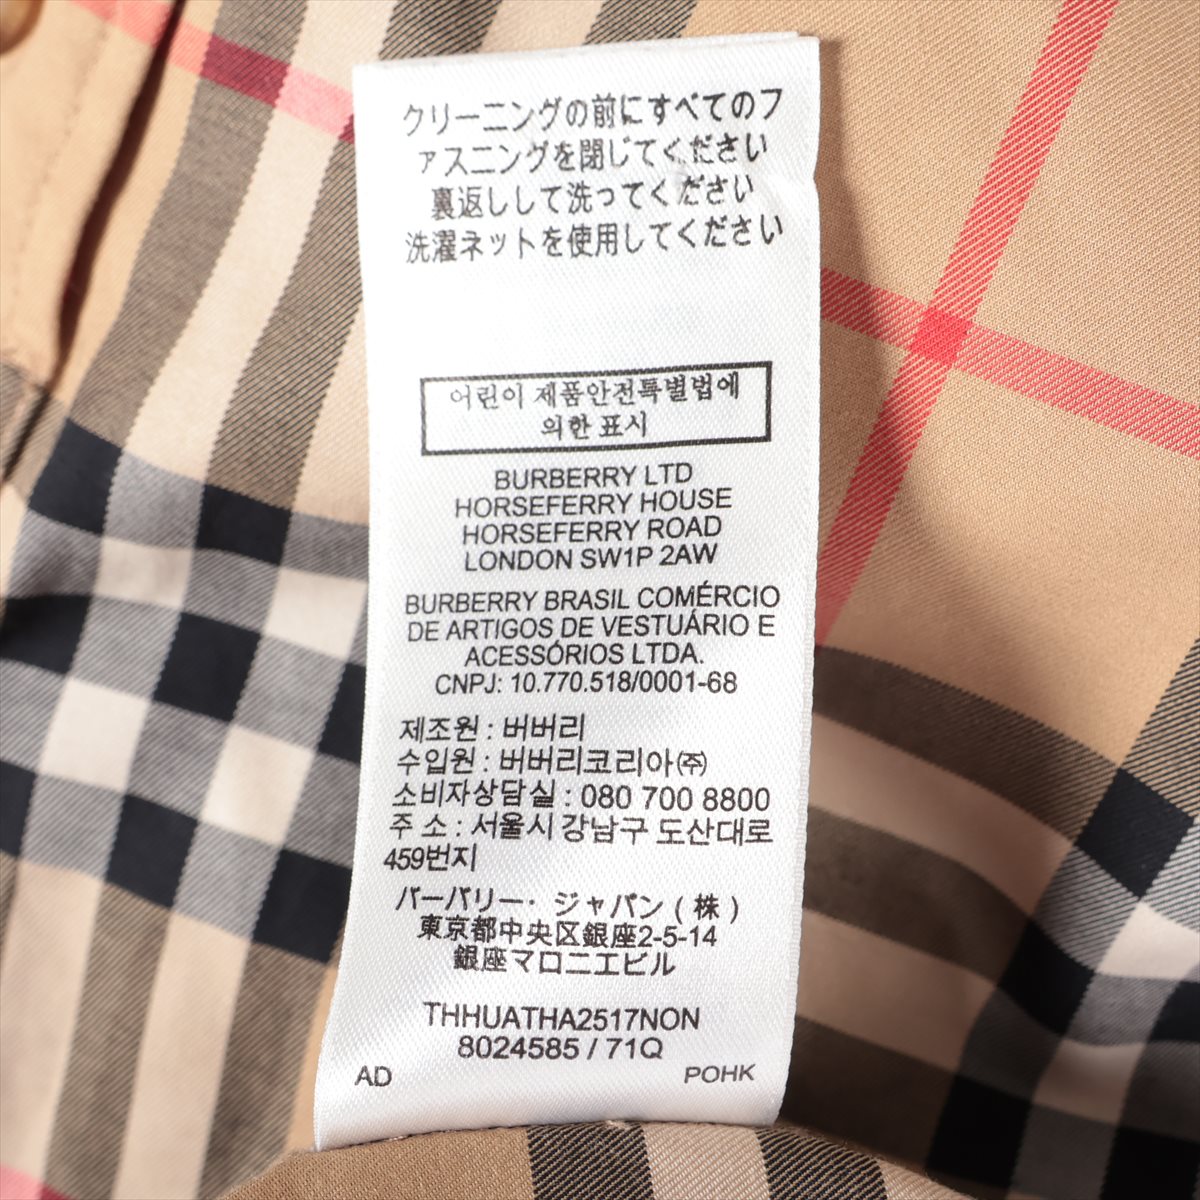 クリーニングの前にすべてのフ
ァスニングを閉じてください
裏返しして洗ってください
洗濯ネットを使用してください
어린이 제품안전특별법에
의한 표시
BURBERRY LTD
HORSEFERRY HOUSE
HORSEFERRY ROAD
LONDON SW1P 2AW
BURBERRY BRASIL COMÉRCIO
DE ARTIGOS DE VESTUÁRIO E
ACESSÓRIOS LTDA.
CNPJ: 10.770.518/0001-68
제조원 : 버버리
수입원 : 버버리코리아㈜
소비자상담실 : 080 700 8800
주 소 : 서울시 강남구 도산대로
459번지
バーバリー・ジャパン ( 株 )
東京都中央区銀座2-5-14
銀座マロニエビル
THHUATHA2517NON
8024585 / 71Q
AD POHK